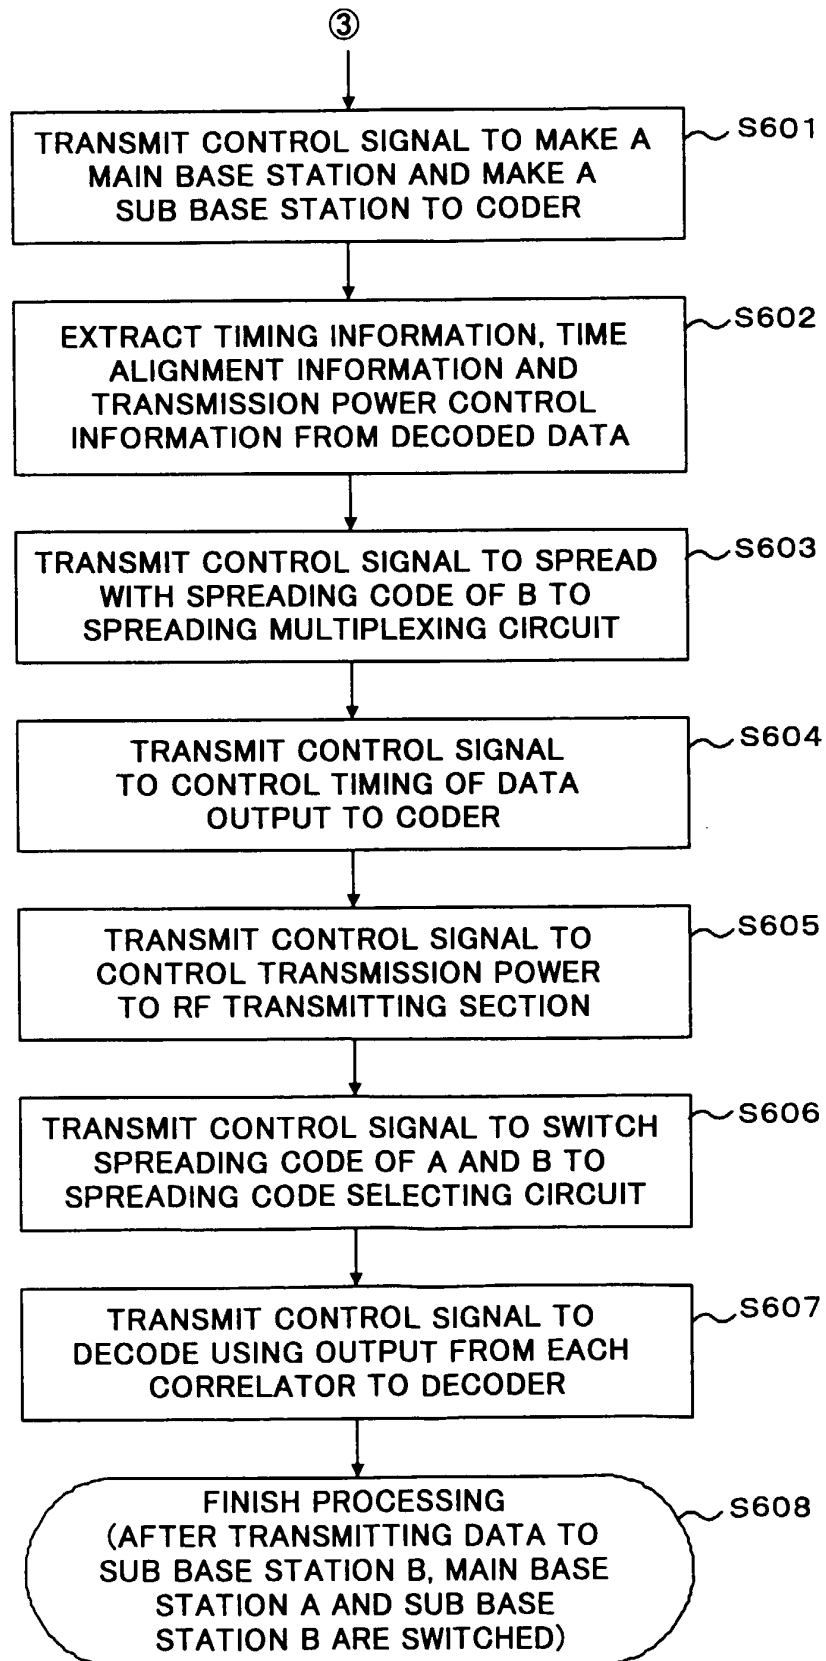 ③
TRANSMIT CONTROL SIGNAL TO MAKE A
MAIN BASE STATION AND MAKE A
SUB BASE STATION TO CODER
S601
EXTRACT TIMING INFORMATION, TIME
ALIGNMENT INFORMATION AND
TRANSMISSION POWER CONTROL
INFORMATION FROM DECODED DATA
S602
TRANSMIT CONTROL SIGNAL TO SPREAD
WITH SPREADING CODE OF B TO
SPREADING MULTIPLEXING CIRCUIT
S603
TRANSMIT CONTROL SIGNAL
TO CONTROL TIMING OF DATA
OUTPUT TO CODER
S604
TRANSMIT CONTROL SIGNAL TO
CONTROL TRANSMISSION POWER
TO RF TRANSMITTING SECTION
S605
TRANSMIT CONTROL SIGNAL TO SWITCH
SPREADING CODE OF A AND B TO
SPREADING CODE SELECTING CIRCUIT
S606
TRANSMIT CONTROL SIGNAL TO
DECODE USING OUTPUT FROM EACH
CORRELATOR TO DECODER
S607
FINISH PROCESSING
(AFTER TRANSMITTING DATA TO
SUB BASE STATION B, MAIN BASE
STATION A AND SUB BASE
STATION B ARE SWITCHED)
S608